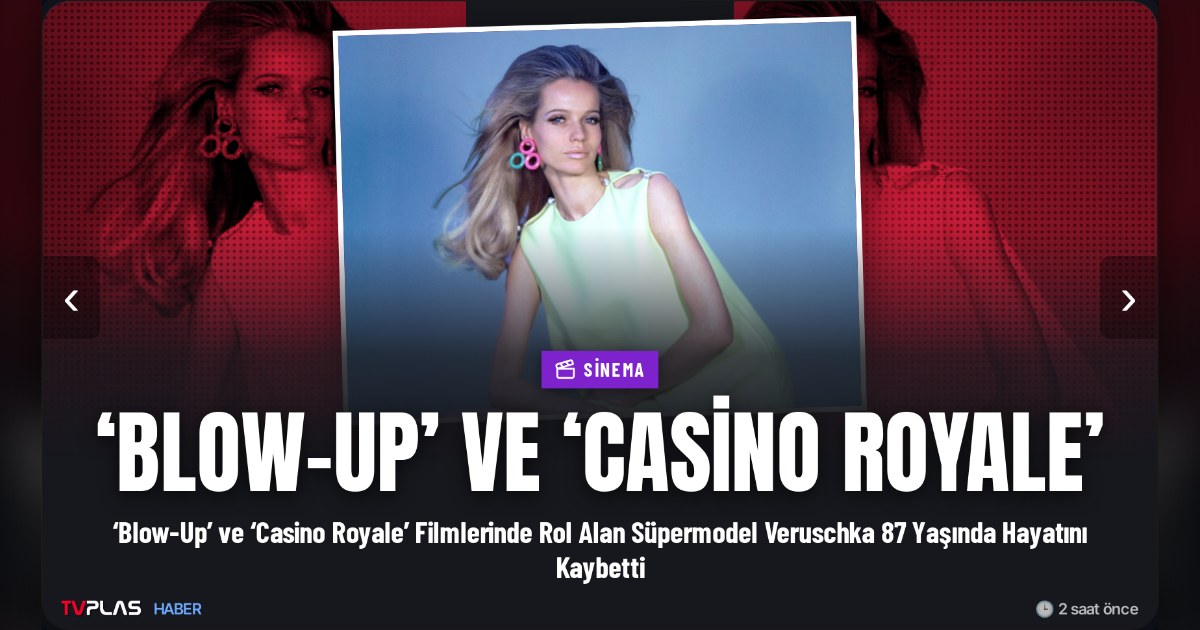 SİNEMA
‘BLOW-UP’ VE ‘CASİNO ROYALE’
‘Blow-Up’ ve ‘Casino Royale’ Filmlerinde Rol Alan Süpermodel Veruschka 87 Yaşında Hayatını
Kaybetti
TVPLAS HABER
2 saat önce